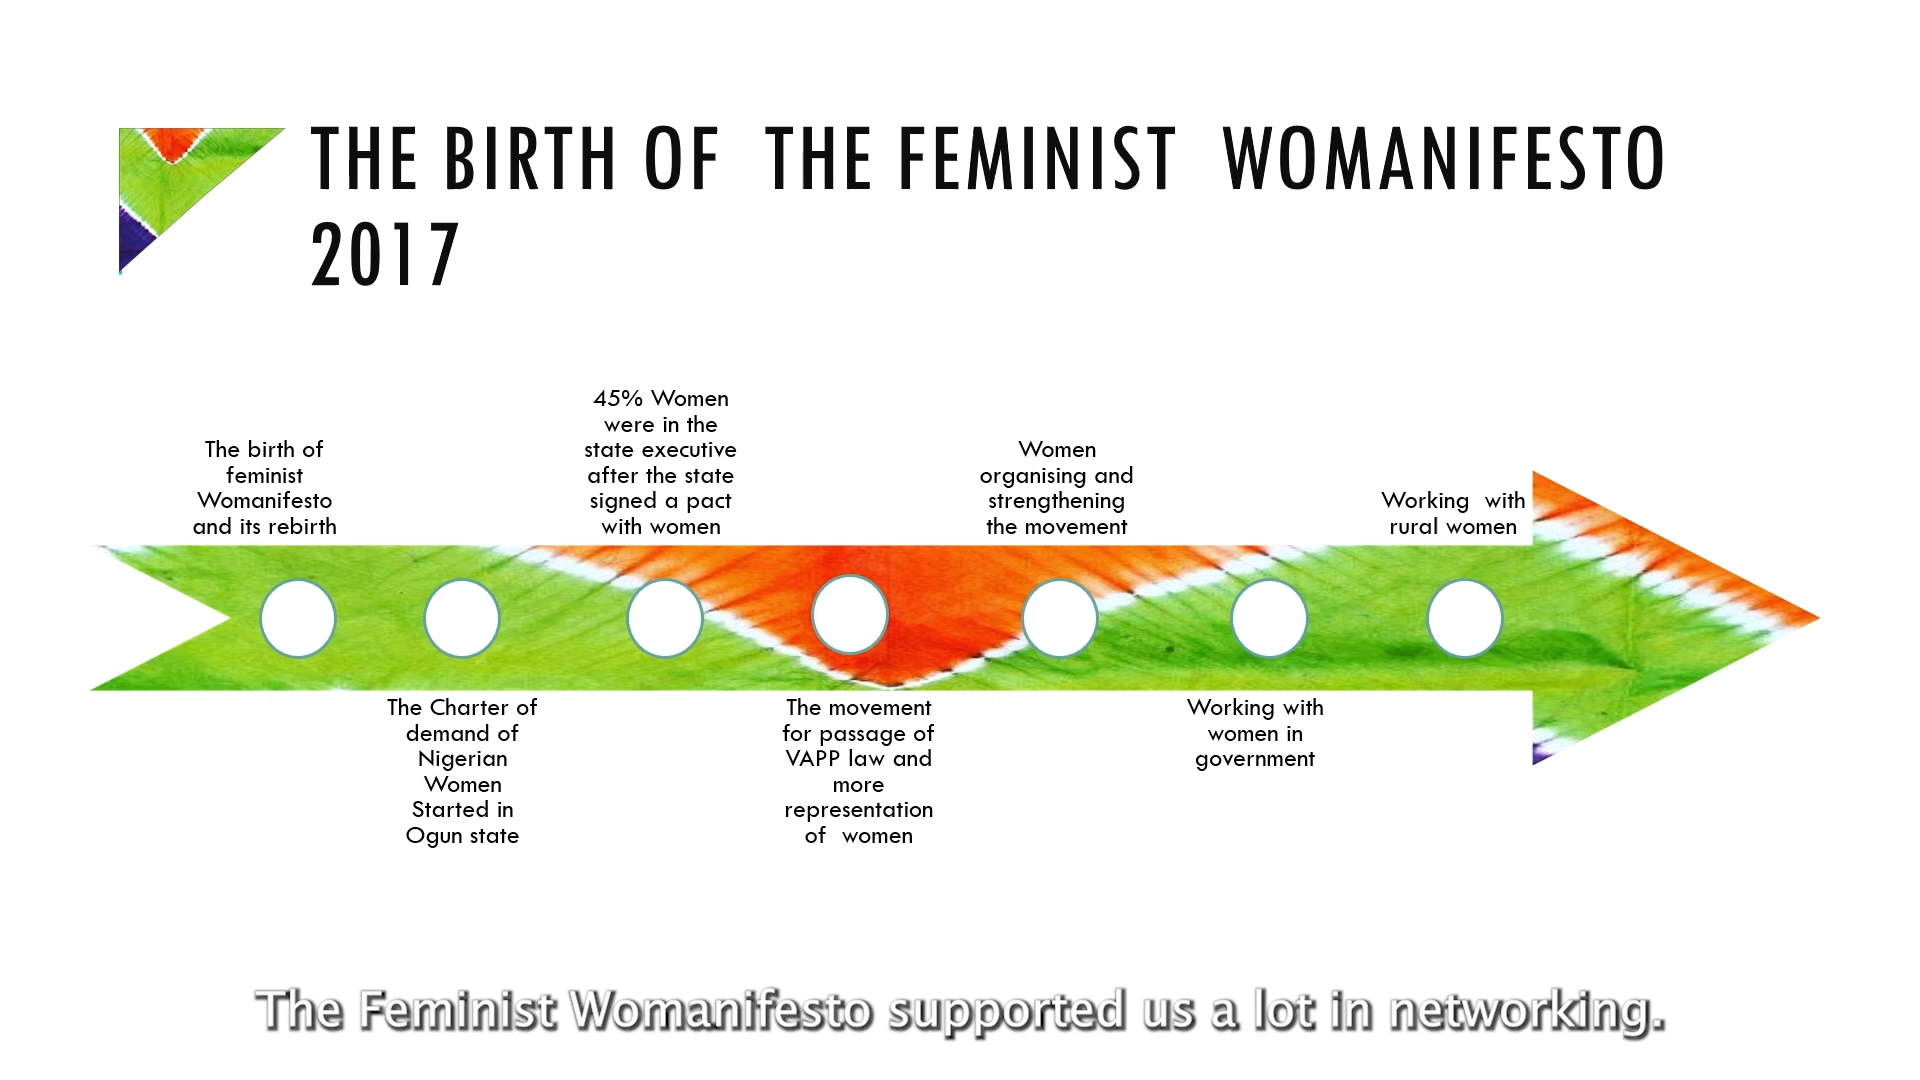 THE BIRTH OF THE FEMINIST WOMANIFESTO
2017
The birth of
feminist
Womanifesto
and its rebirth
The Charter of
demand of
Nigerian
Women
Started in
Ogun state
45% Women
were in the
state executive
after the state
signed a pact
with women
The movement
for passage of
VAPP law and
more
representation
of women
Women
organising and
strengthening
the movement
Working with
women in
government
Working with
rural women
The Feminist Womanifesto supported us a lot in networking.